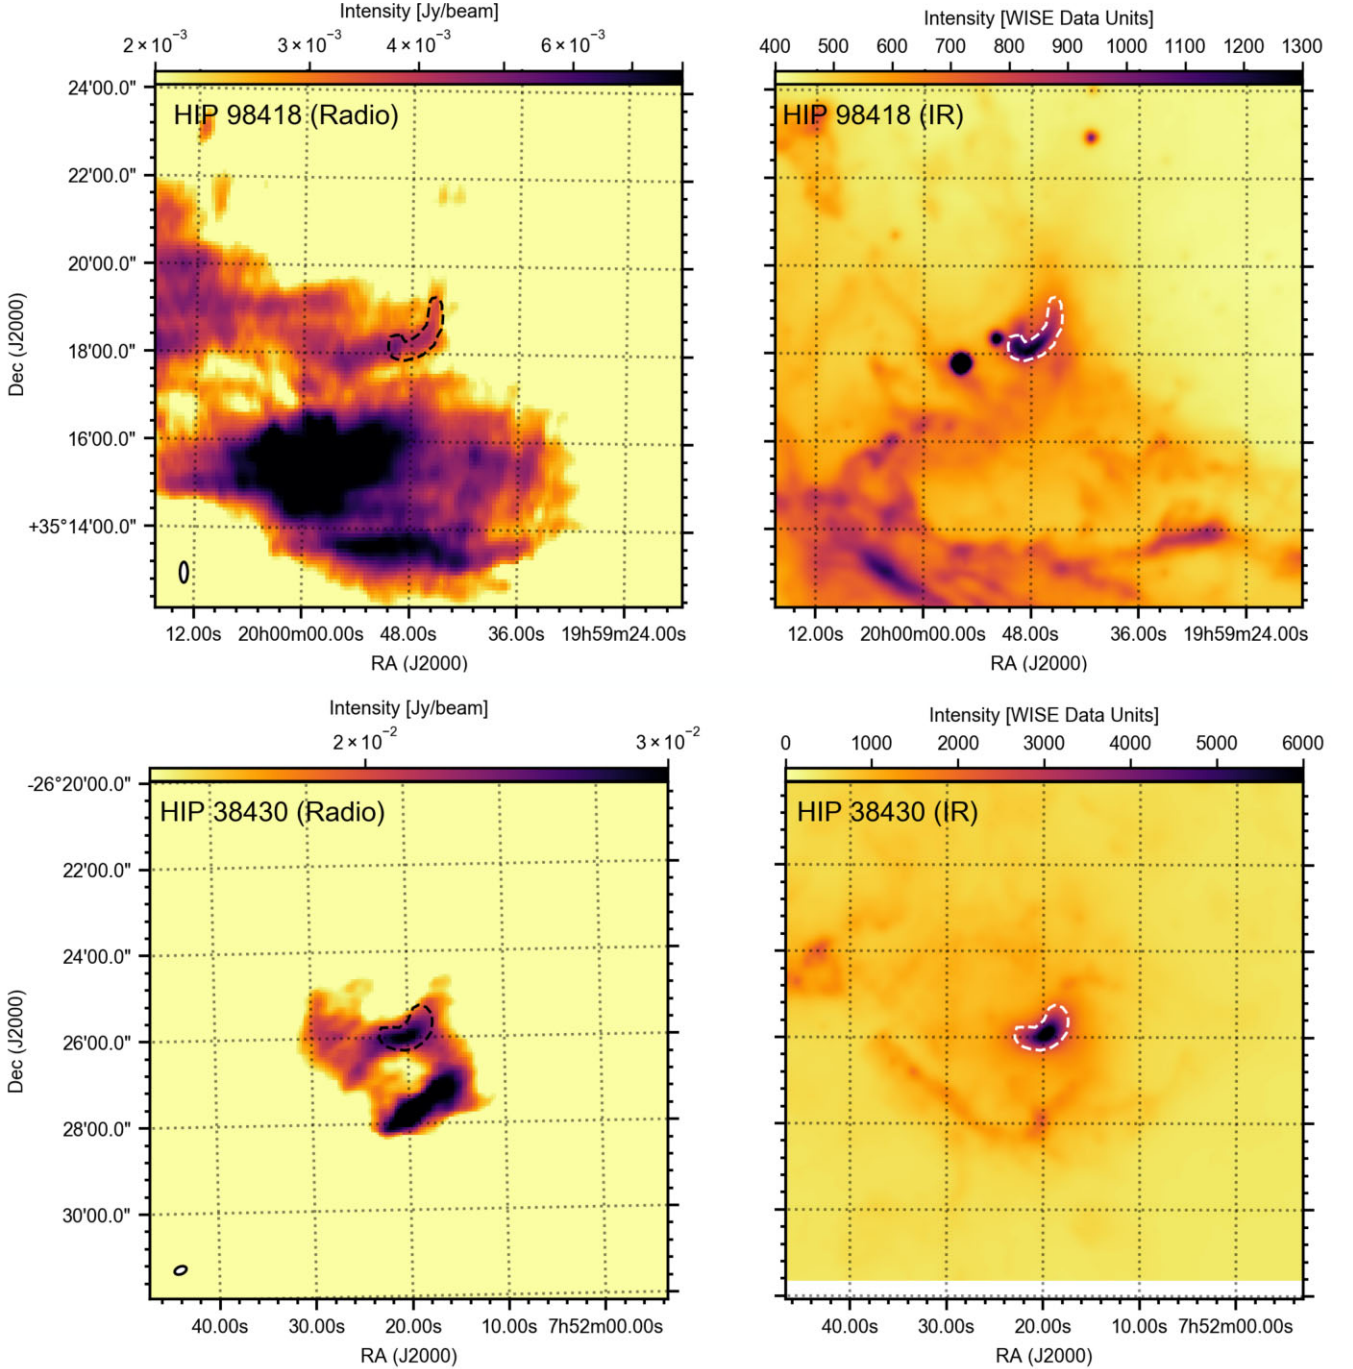 Intensity [Jy/beam]
2 × 10⁻³ 3 × 10⁻³ 4 × 10⁻³ 6 × 10⁻³
24'00.0"
HIP 98418 (Radio)
22'00.0"
20'00.0"
18'00.0"
16'00.0"
+35°14'00.0"
Dec (J2000)
12.00s 20h00m00.00s 48.00s 36.00s 19h59m24.00s
RA (J2000)
Intensity [WISE Data Units]
400 500 600 700 800 900 1000 1100 1200 1300
HIP 98418 (IR)
12.00s 20h00m00.00s 48.00s 36.00s 19h59m24.00s
RA (J2000)
Intensity [Jy/beam]
2 × 10⁻² 3 × 10⁻²
-26°20'00.0"
HIP 38430 (Radio)
22'00.0"
24'00.0"
26'00.0"
28'00.0"
30'00.0"
Dec (J2000)
40.00s 30.00s 20.00s 10.00s 7h52m00.00s
RA (J2000)
Intensity [WISE Data Units]
0 1000 2000 3000 4000 5000 6000
HIP 38430 (IR)
40.00s 30.00s 20.00s 10.00s 7h52m00.00s
RA (J2000)